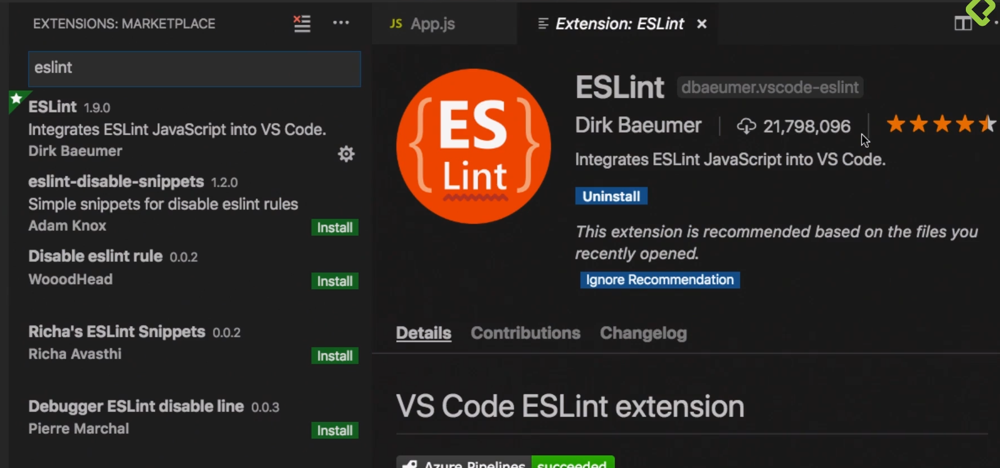 EXTENSIONS: MARKETPLACE
JS App.js
Extension: ESLint
eslint
ESLint 1.9.0
Integrates ESLint JavaScript into VS Code.
Dirk Baeumer
eslint-disable-snippets 1.2.0
Simple snippets for disable eslint rules
Adam Knox
Install
Disable eslint rule 0.0.2
WooodHead
Install
Richa's ESLint Snippets 0.0.2
Richa Avasthi
Install
Debugger ESLint disable line 0.0.3
Pierre Marchal
Install
{ES
Lint}
ESLint dbaeumer.vscode-eslint
Dirk Baeumer | 21,798,096
Integrates ESLint JavaScript into VS Code.
Uninstall
This extension is recommended based on the files you
recently opened.
Ignore Recommendation
Details Contributions Changelog
VS Code ESLint extension
Azure Pipelines succeeded